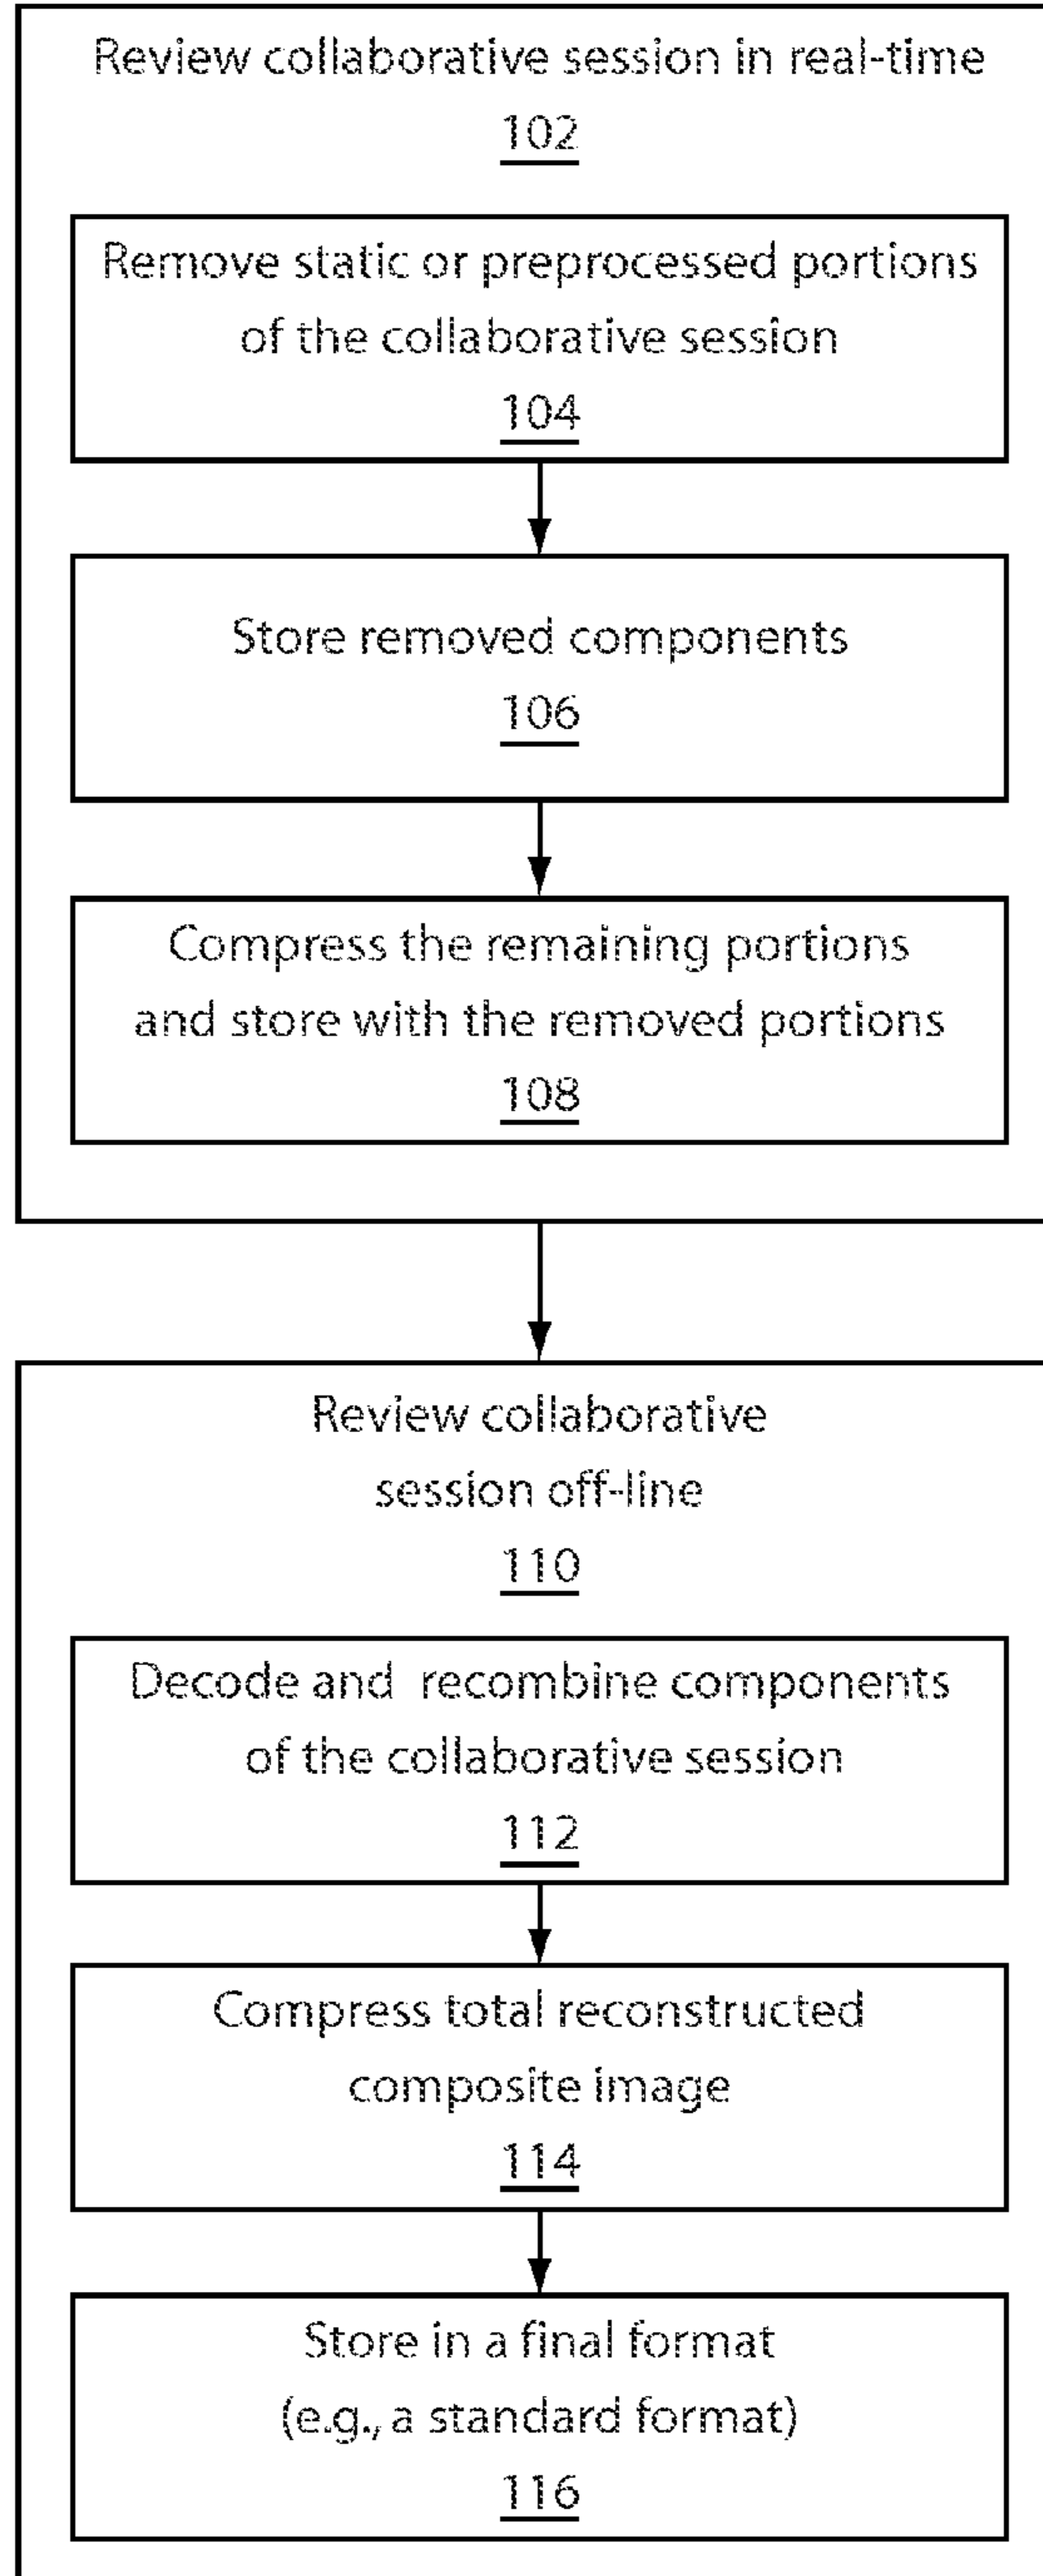 Review collaborative session in real-time
102
Remove static or preprocessed portions
of the collaborative session
104
Store removed components
106
Compress the remaining portions
and store with the removed portions
108
Review collaborative
session off-line
110
Decode and recombine components
of the collaborative session
112
Compress total reconstructed
composite image
114
Store in a final format
(e.g., a standard format)
116